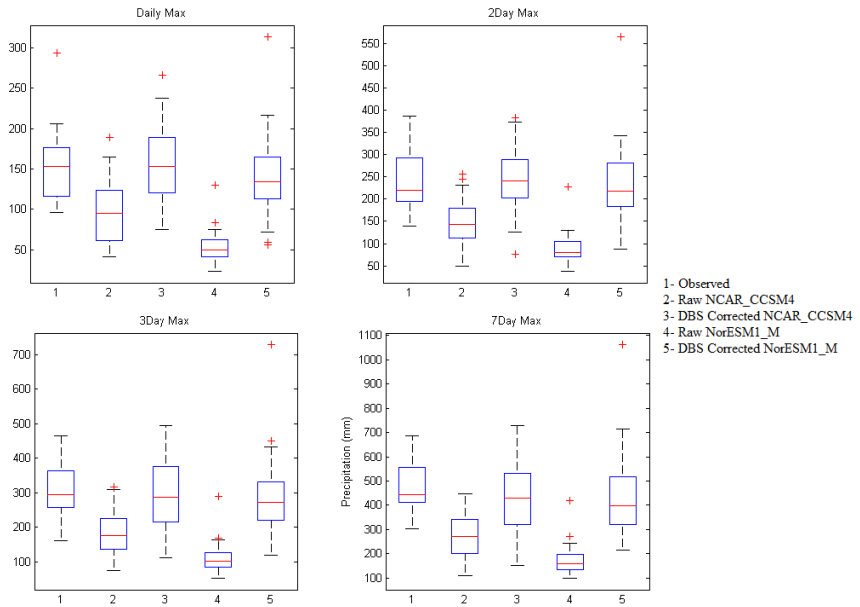 Daily Max
300
250
200
150
100
50
1 2 3 4 5
2Day Max
550
500
450
400
350
300
250
200
150
100
50
1 2 3 4 5
3Day Max
700
600
500
400
300
200
100
1 2 3 4 5
7Day Max
Precipitation (mm)
1100
1000
900
800
700
600
500
400
300
200
100
1 2 3 4 5
1- Observed
2- Raw NCAR_CCSM4
3- DBS Corrected NCAR_CCSM4
4- Raw NorESM1_M
5- DBS Corrected NorESM1_M